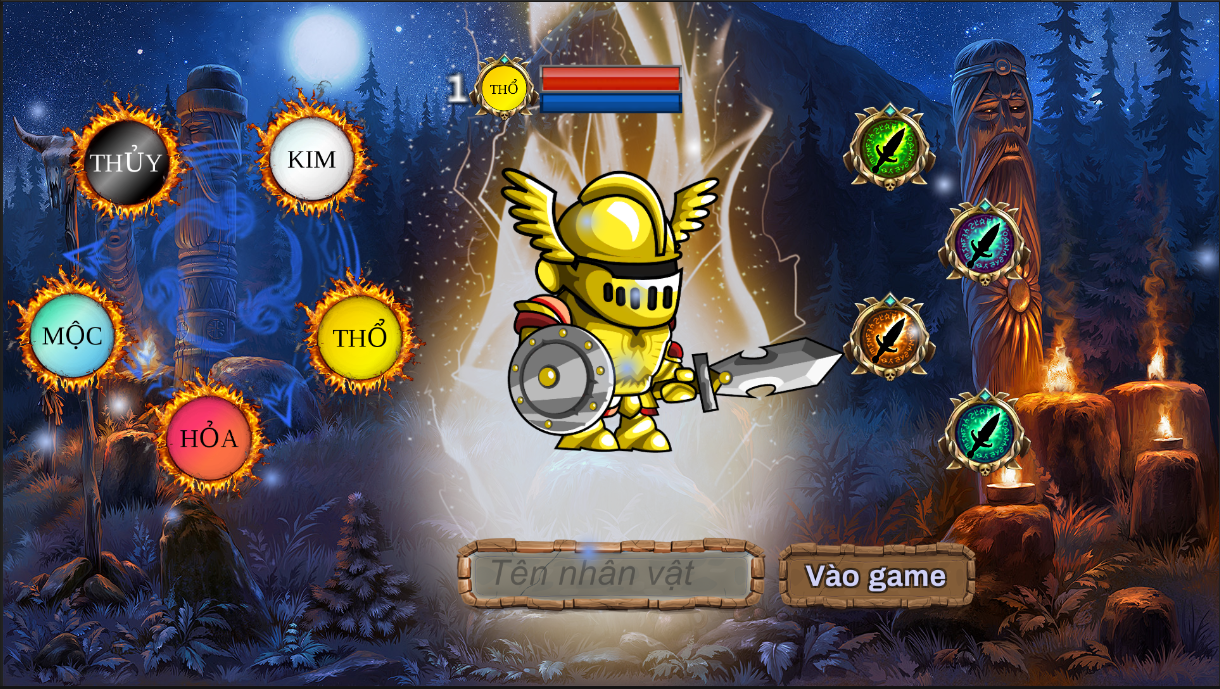 1
THỔ
THỦY
KIM
MỘC
THỔ
HỎA
Tên nhân vật
Vào game